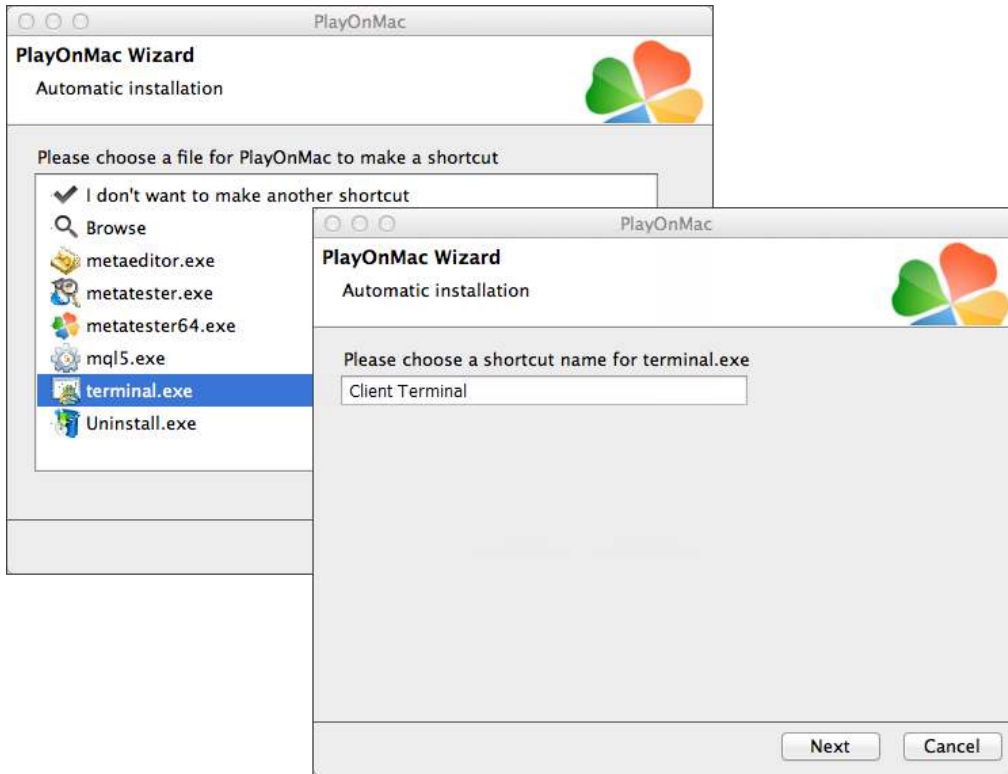 PlayOnMac
PlayOnMac Wizard
Automatic installation
Please choose a file for PlayOnMac to make a shortcut
I don't want to make another shortcut
Browse
metaeditor.exe
metatester.exe
metatester64.exe
mql5.exe
terminal.exe
Uninstall.exe
PlayOnMac
PlayOnMac Wizard
Automatic installation
Please choose a shortcut name for terminal.exe
Client Terminal
Next Cancel